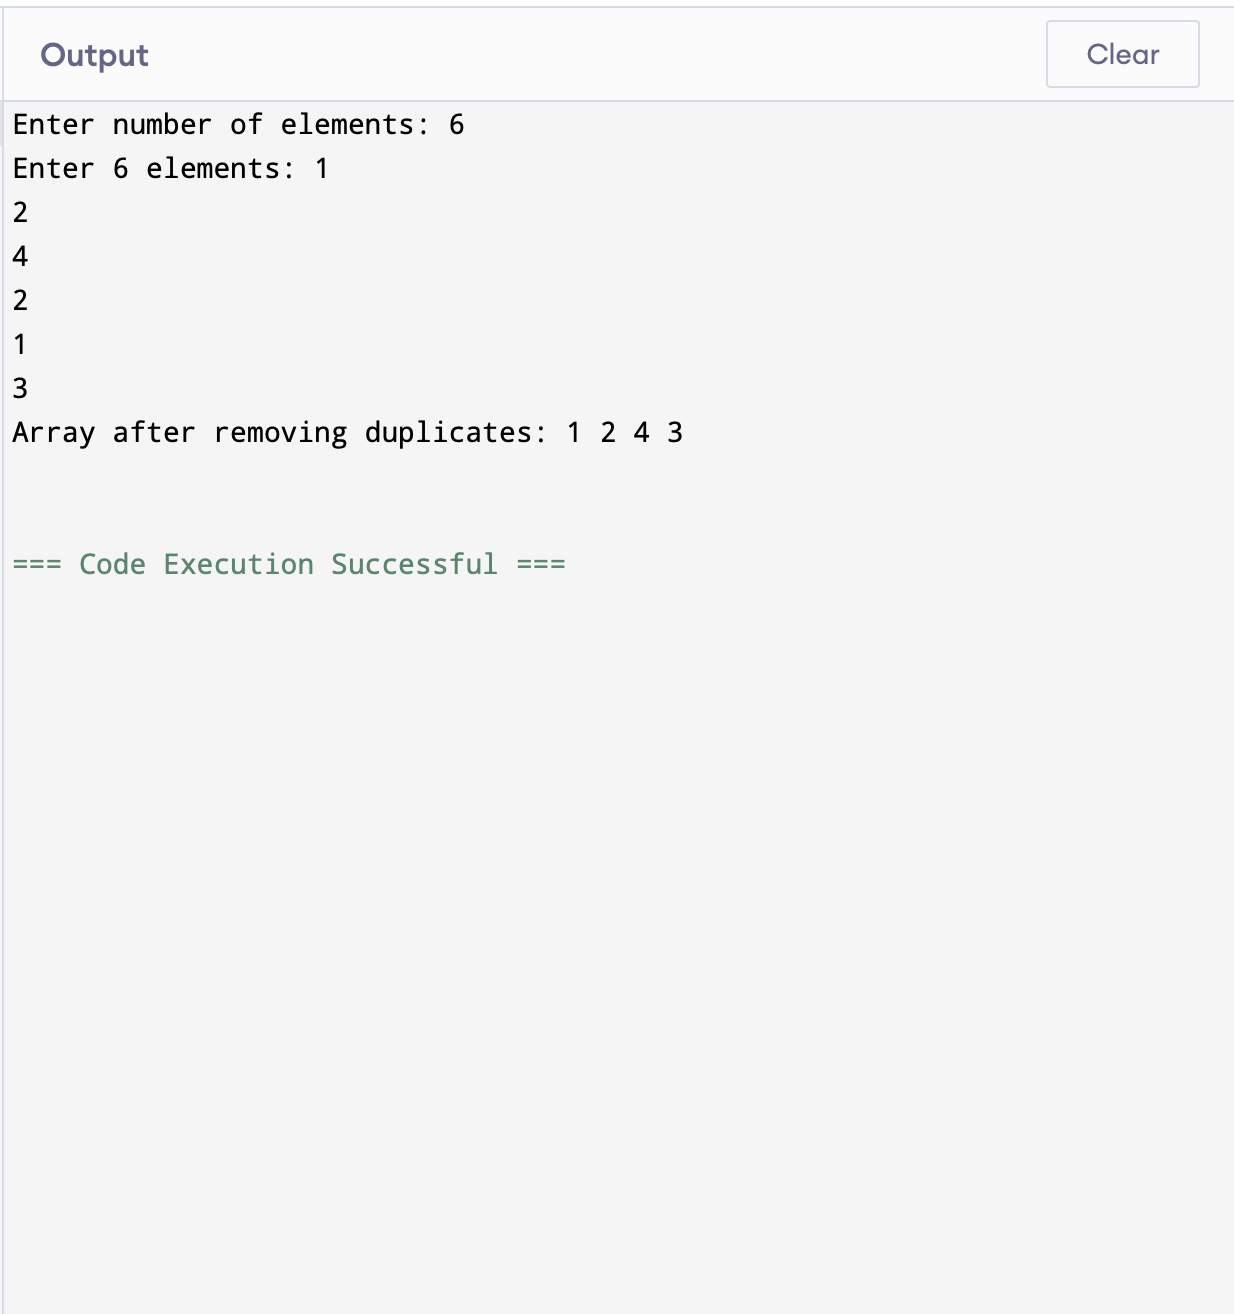 Output
Clear
Enter number of elements: 6
Enter 6 elements: 1
2
4
2
1
3
Array after removing duplicates: 1 2 4 3
=== Code Execution Successful ===